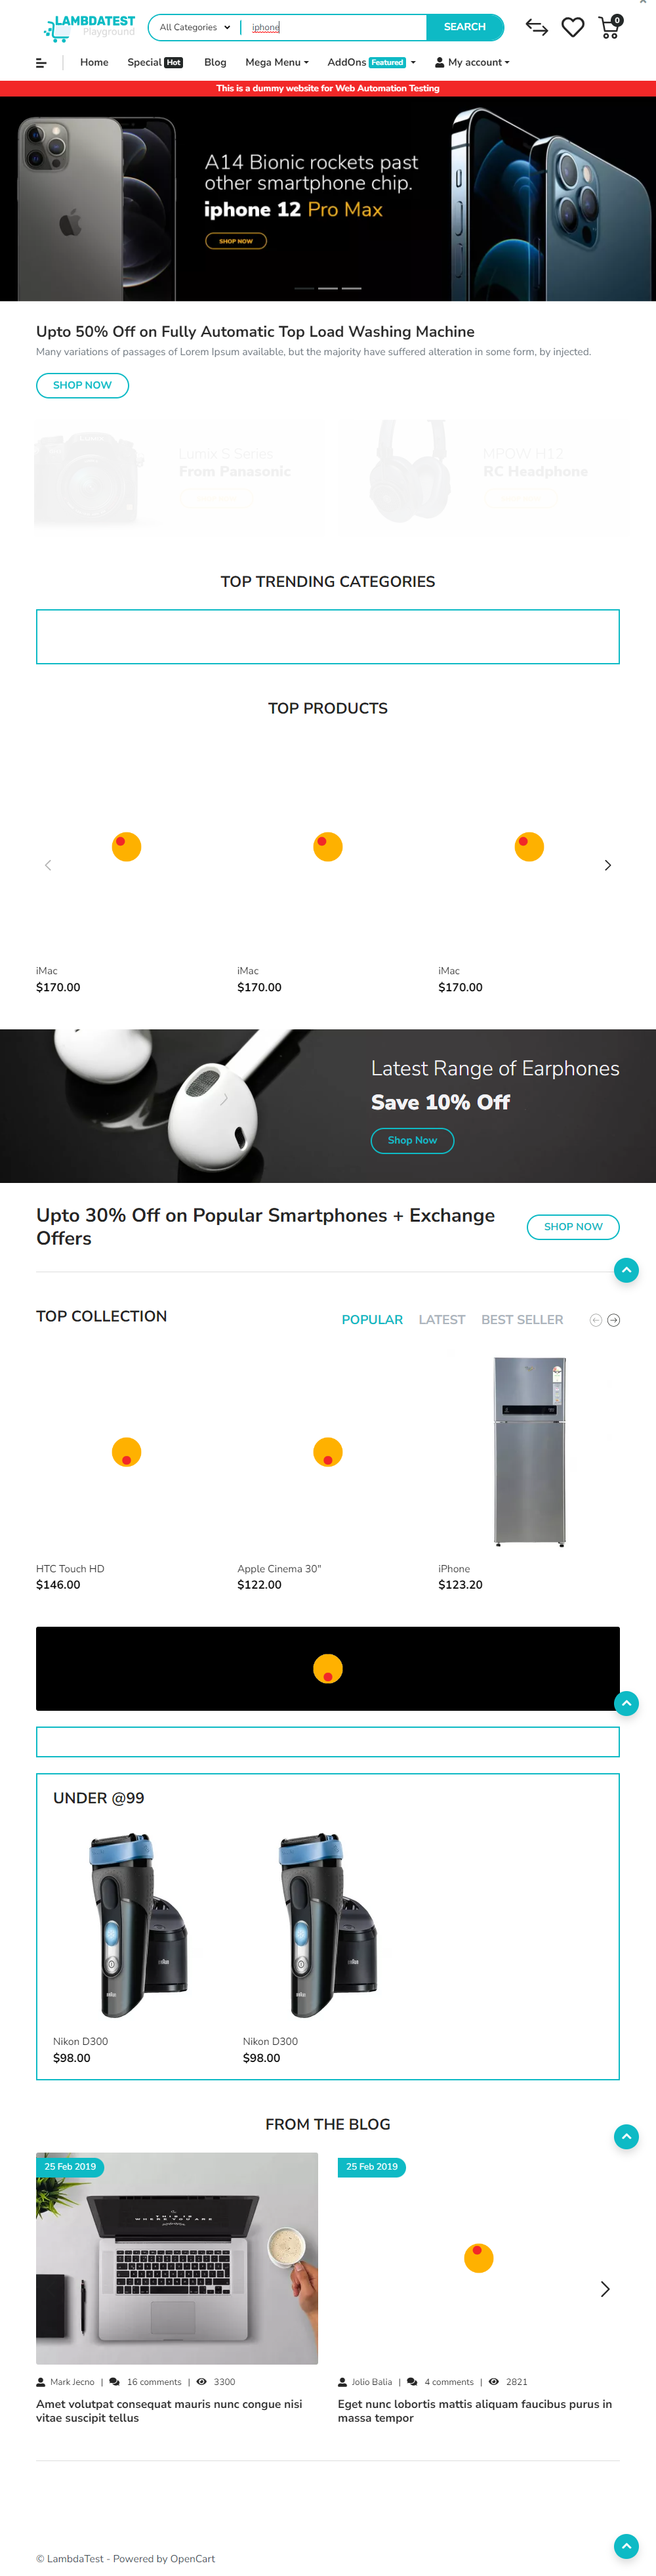 LAMBDATEST
Playground
All Categories
iphone
SEARCH
0
Home
Special Hot
Blog
Mega Menu
AddOns Featured
My account
This is a dummy website for Web Automation Testing
A14 Bionic rockets past
other smartphone chip.
iphone 12 Pro Max
SHOP NOW
Upto 50% Off on Fully Automatic Top Load Washing Machine
Many variations of passages of Lorem Ipsum available, but the majority have suffered alteration in some form, by injected.
SHOP NOW
Lumix S Series
From Panasonic
MPOW H12
RC Headphone
TOP TRENDING CATEGORIES
TOP PRODUCTS
iMac
$170.00
iMac
$170.00
iMac
$170.00
Latest Range of Earphones
Save 10% Off
Shop Now
Upto 30% Off on Popular Smartphones + Exchange
Offers
SHOP NOW
TOP COLLECTION
POPULAR
LATEST
BEST SELLER
HTC Touch HD
$146.00
Apple Cinema 30"
$122.00
iPhone
$123.20
UNDER @99
Nikon D300
$98.00
Nikon D300
$98.00
FROM THE BLOG
25 Feb 2019
THIS IS
WHERE YOU ARE
25 Feb 2019
Mark Jecno | 16 comments | 3300
Amet volutpat consequat mauris nunc congue nisi
vitae suscipit tellus
Jolio Balia | 4 comments | 2821
Eget nunc lobortis mattis aliquam faucibus purus in
massa tempor
© LambdaTest - Powered by OpenCart